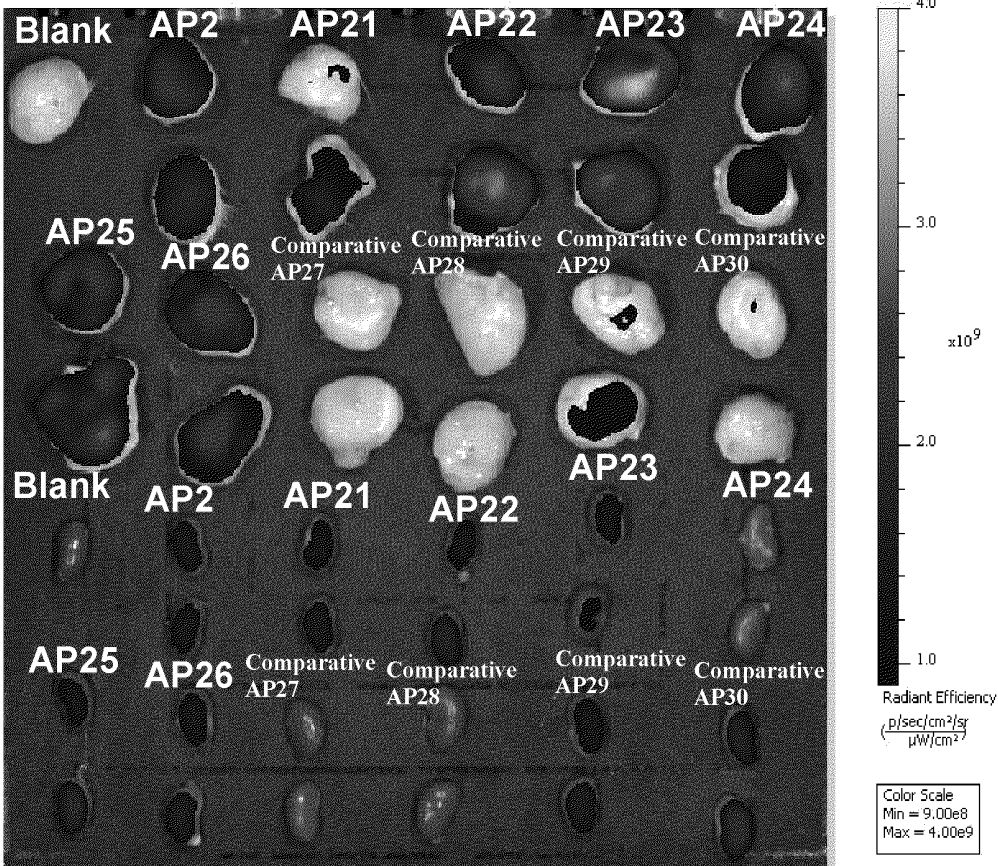 Blank AP2 AP21 AP22 AP23 AP24
AP25
AP26
Comparative AP27
Comparative AP28
Comparative AP29
Comparative AP30
Blank
AP2
AP21
AP22
AP23
AP24
AP25
AP26
Comparative AP27
Comparative AP28
Comparative AP29
Comparative AP30
4.0
3.0
x10⁹
2.0
1.0
Radiant Efficiency
(p/sec/cm²/sr
µW/cm²)
Color Scale
Min = 9.00e8
Max = 4.00e9